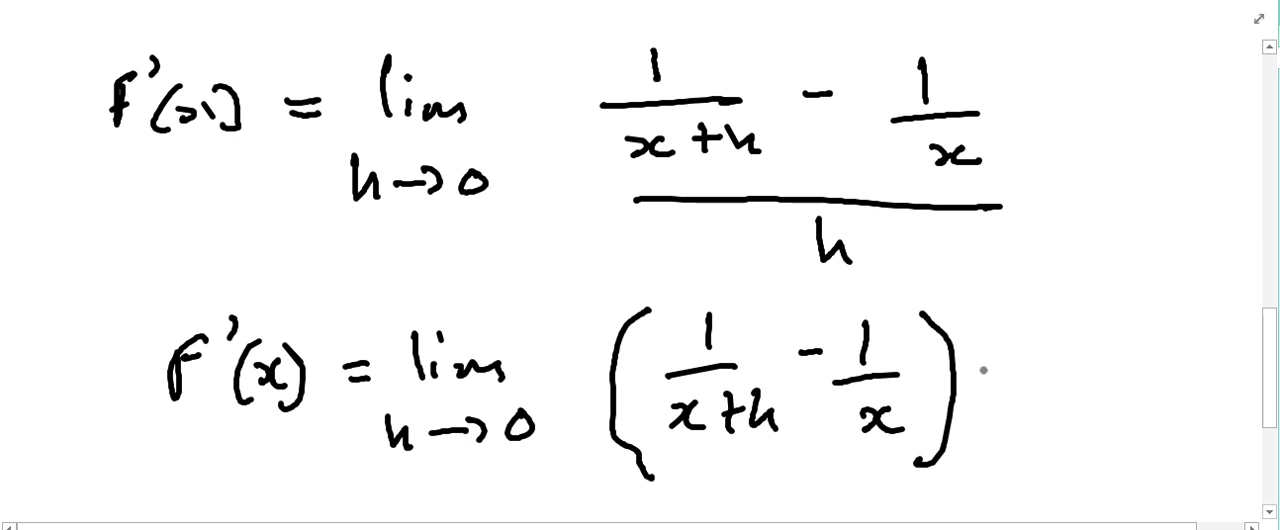 F'(x) = lim h→0 (1/(x+h) - 1/x)/h
F'(x) = lim h→0 (1/(x+h) - 1/x)